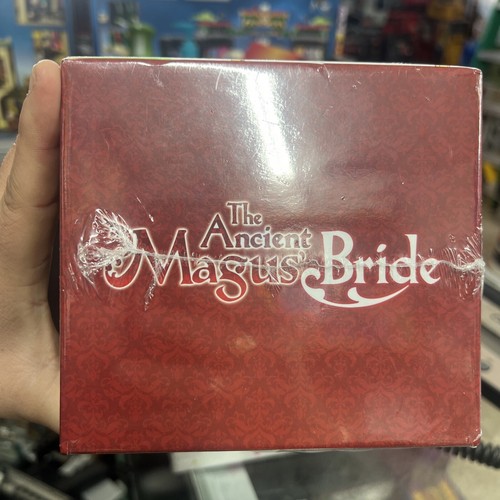 The
Ancient
Magus' Bride